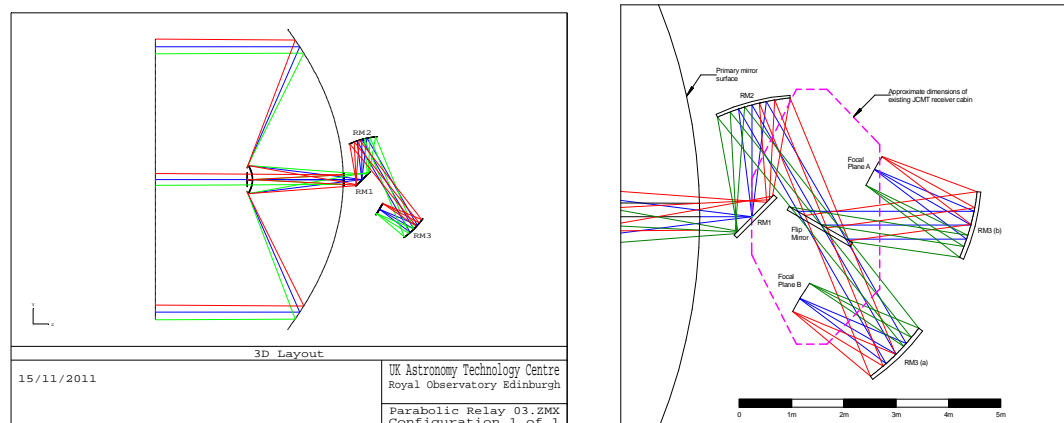 RM2
RM1
RM3
Y
Z
3D Layout
15/11/2011
UK Astronomy Technology Centre
Royal Observatory Edinburgh
Parabolic Relay 03.ZMX
Configuration 1 of 1
Primary mirror
surface
RM2
Approximate dimensions of
existing JCMT receiver cabin
Focal
Plane A
RM1
Flip
Mirror
RM3 (b)
Focal
Plane B
RM3 (a)
0 1m 2m 3m 4m 5m